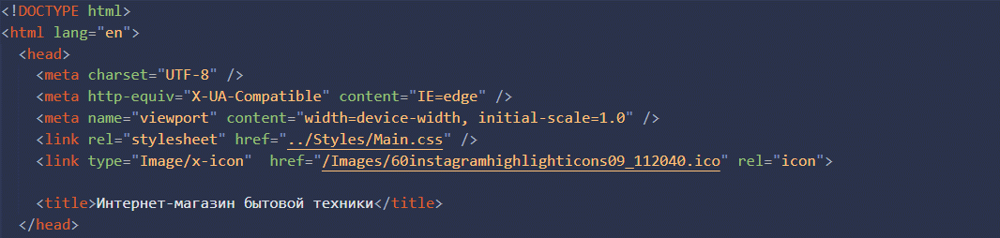 <!DOCTYPE html>
<html lang="en">
<head>
<meta charset="UTF-8" />
<meta http-equiv="X-UA-Compatible" content="IE=edge" />
<meta name="viewport" content="width=device-width, initial-scale=1.0" />
<link rel="stylesheet" href="../Styles/Main.css" />
<link type="Image/x-icon"  href="/Images/60instagramhighlighticons09_112040.ico" rel="icon">
<title>Интернет-магазин бытовой техники</title>
</head>